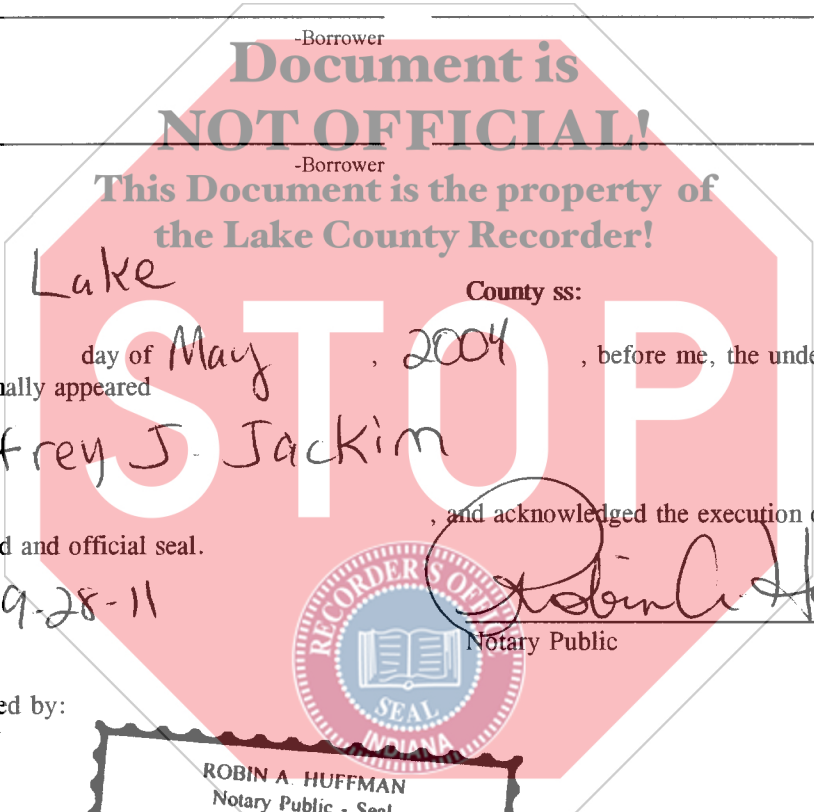 -Borrower
Document is
NOT OFFICIAL!
-Borrower
This Document is the property of
the Lake County Recorder!
Lake County ss:
day of May , 2004 , before me, the unde
nally appeared
frey J. Jackim
, and acknowledged the execution
d and official seal.
9-28-11
Robin A H
Notary Public
STOP
RECORDER'S OFFICE
SEAL
INDIANA
ed by:
ROBIN A. HUFFMAN
Notary Public - Seal